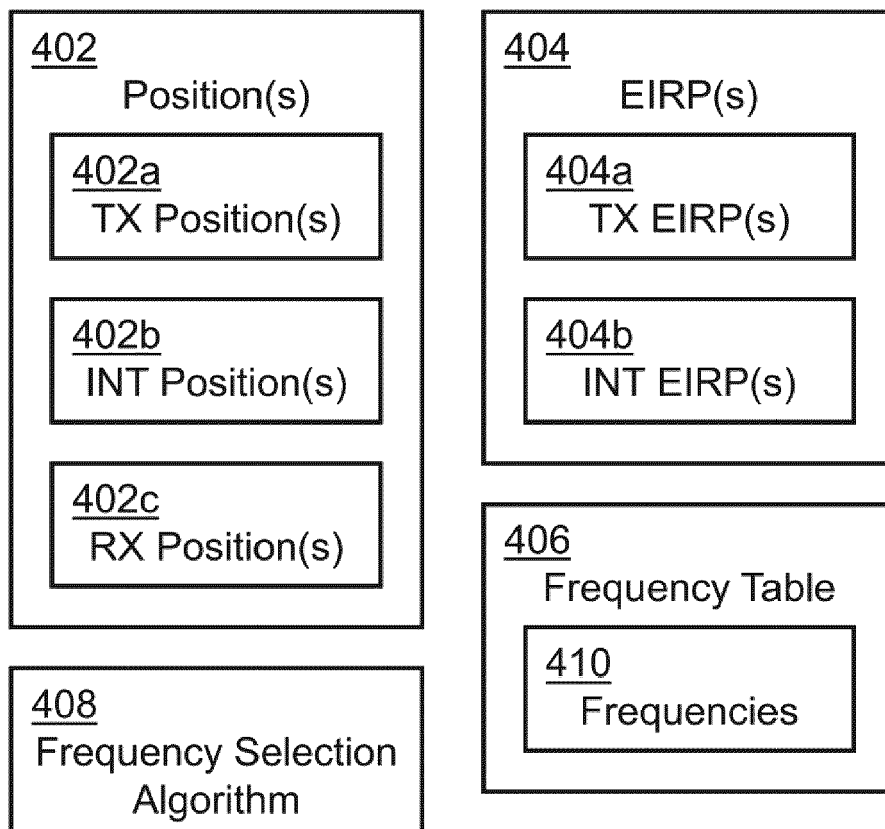 402
Position(s)
402a
TX Position(s)
402b
INT Position(s)
402c
RX Position(s)
408
Frequency Selection
Algorithm
404
EIRP(s)
404a
TX EIRP(s)
404b
INT EIRP(s)
406
Frequency Table
410
Frequencies